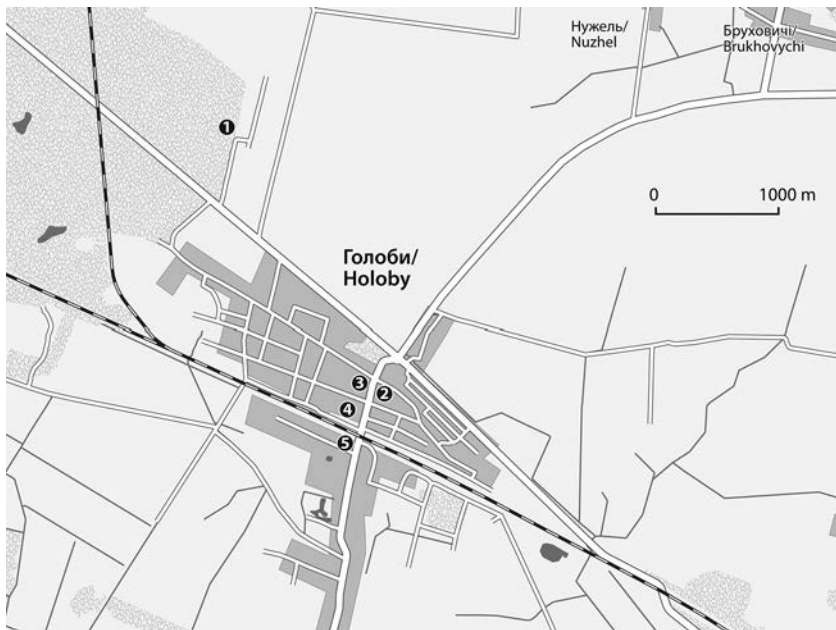 Нужель/
Nuzhel
Бруховичі/
Brukhovychi
1
0 1000 m
Голоби/
Holoby
3
2
4
5